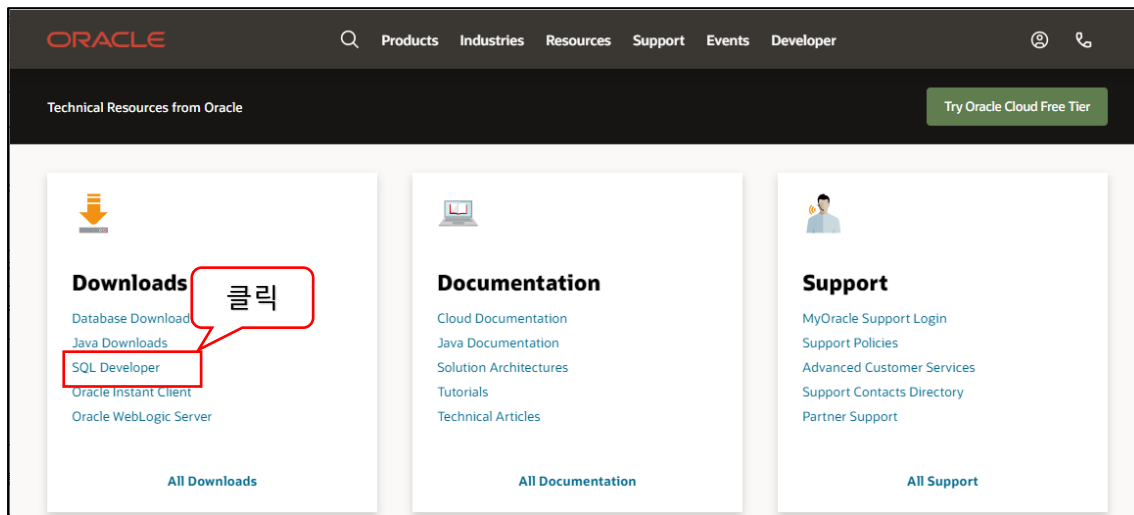 ORACLE
Products Industries Resources Support Events Developer
Technical Resources from Oracle
Try Oracle Cloud Free Tier
Downloads
클릭
Database Download
Java Downloads
SQL Developer
Oracle Instant Client
Oracle WebLogic Server
All Downloads
Documentation
Cloud Documentation
Java Documentation
Solution Architectures
Tutorials
Technical Articles
All Documentation
Support
MyOracle Support Login
Support Policies
Advanced Customer Services
Support Contacts Directory
Partner Support
All Support